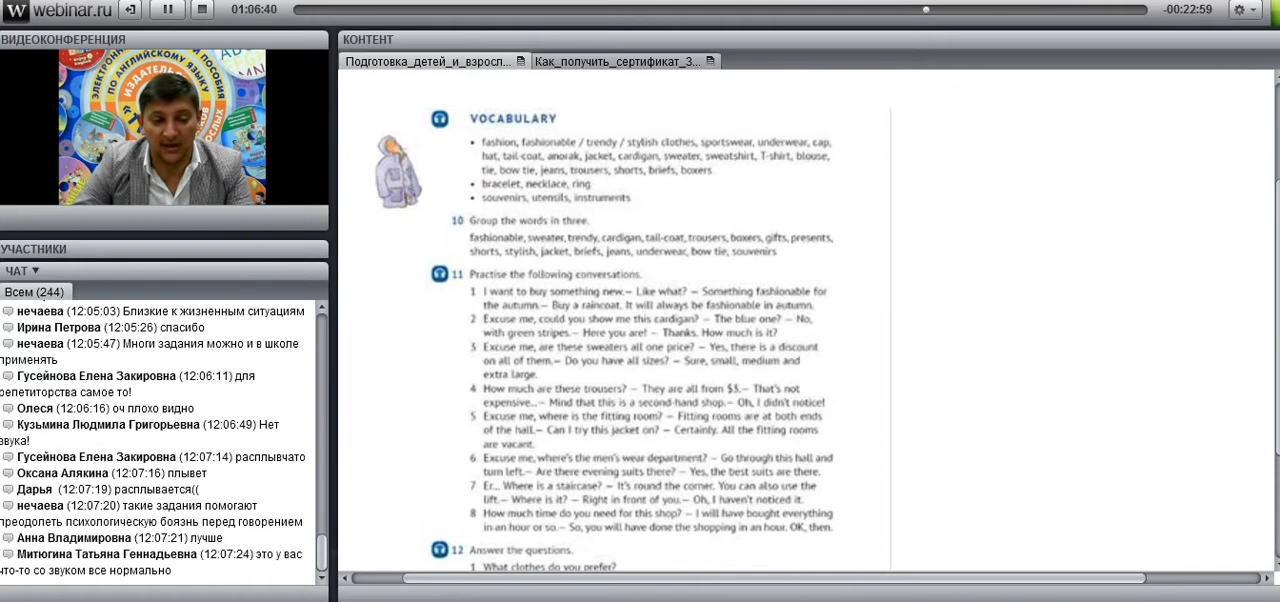 W webinar.ru 01:06:40 -00:22:59
ВИДЕОКОНФЕРЕНЦИЯ
ЭЛЕКТРОННЫЕ ПОСОБИЯ
ПО АНГЛИЙСКОМУ ЯЗЫКУ
УЧАСТНИКИ
ЧАТ ▼
Всем (244)
нечаева (12:05:03) Близкие к жизненным ситуациям
Ирина Петрова (12:05:26) спасибо
нечаева (12:05:47) Многи задания можно и в школе
применять
Гусейнова Елена Закировна (12:06:11) для
репетиторства самое то!
Олеся (12:06:16) оч плохо видно
Кузьмина Людмила Григорьевна (12:06:49) Нет
звука!
Гусейнова Елена Закировна (12:07:14) расплывчато
Оксана Алякина (12:07:16) плывет
Дарья (12:07:19) расплывается((
нечаева (12:07:20) такие задания помогают
преодолеть психологическую боязнь перед говорением
Анна Владимировна (12:07:21) лучше
Митюгина Татьяна Геннадьевна (12:07:24) это у вас
что-то со звуком все нормально
КОНТЕНТ
Подготовка_детей_и_взросл... Как_получить_сертификат_3...
VOCABULARY
• fashion, fashionable / trendy / stylish clothes, sportswear, underwear, cap,
hat, tail-coat, anorak, jacket, cardigan, sweater, sweatshirt, T-shirt, blouse,
tie, bow tie, jeans, trousers, shorts, briefs, boxers
• bracelet, necklace, ring
• souvenirs, utensils, instruments
10 Group the words in three.
fashionable, sweater, trendy, cardigan, tail-coat, trousers, boxers, gifts, presents,
shorts, stylish, jacket, briefs, jeans, underwear, bow tie, souvenirs
11 Practise the following conversations.
1 I want to buy something new.– Like what? – Something fashionable for
the autumn.– Buy a raincoat. It will always be fashionable in autumn.
2 Excuse me, could you show me this cardigan? – The blue one? – No,
with green stripes.– Here you are! – Thanks. How much is it?
3 Excuse me, are these sweaters all one price? – Yes, there is a discount
on all of them.– Do you have all sizes? – Sure, small, medium and
extra large.
4 How much are these trousers? – They are all from $3.– That's not
expensive...– Mind that this is a second-hand shop.– Oh, I didn't notice!
5 Excuse me, where is the fitting room? – Fitting rooms are at both ends
of the hall.– Can I try this jacket on? – Certainly. All the fitting rooms
are vacant.
6 Excuse me, where's the men's wear department? – Go through this hall and
turn left.– Are there evening suits there? – Yes, the best suits are there.
7 Er... Where is a staircase? – It's round the corner. You can also use the
lift.– Where is it? – Right in front of you.– Oh, I haven't noticed it.
8 How much time do you need for this shop? – I will have bought everything
in an hour or so.– So, you will have done the shopping in an hour. OK, then.
12 Answer the questions.
1 What clothes do you prefer?